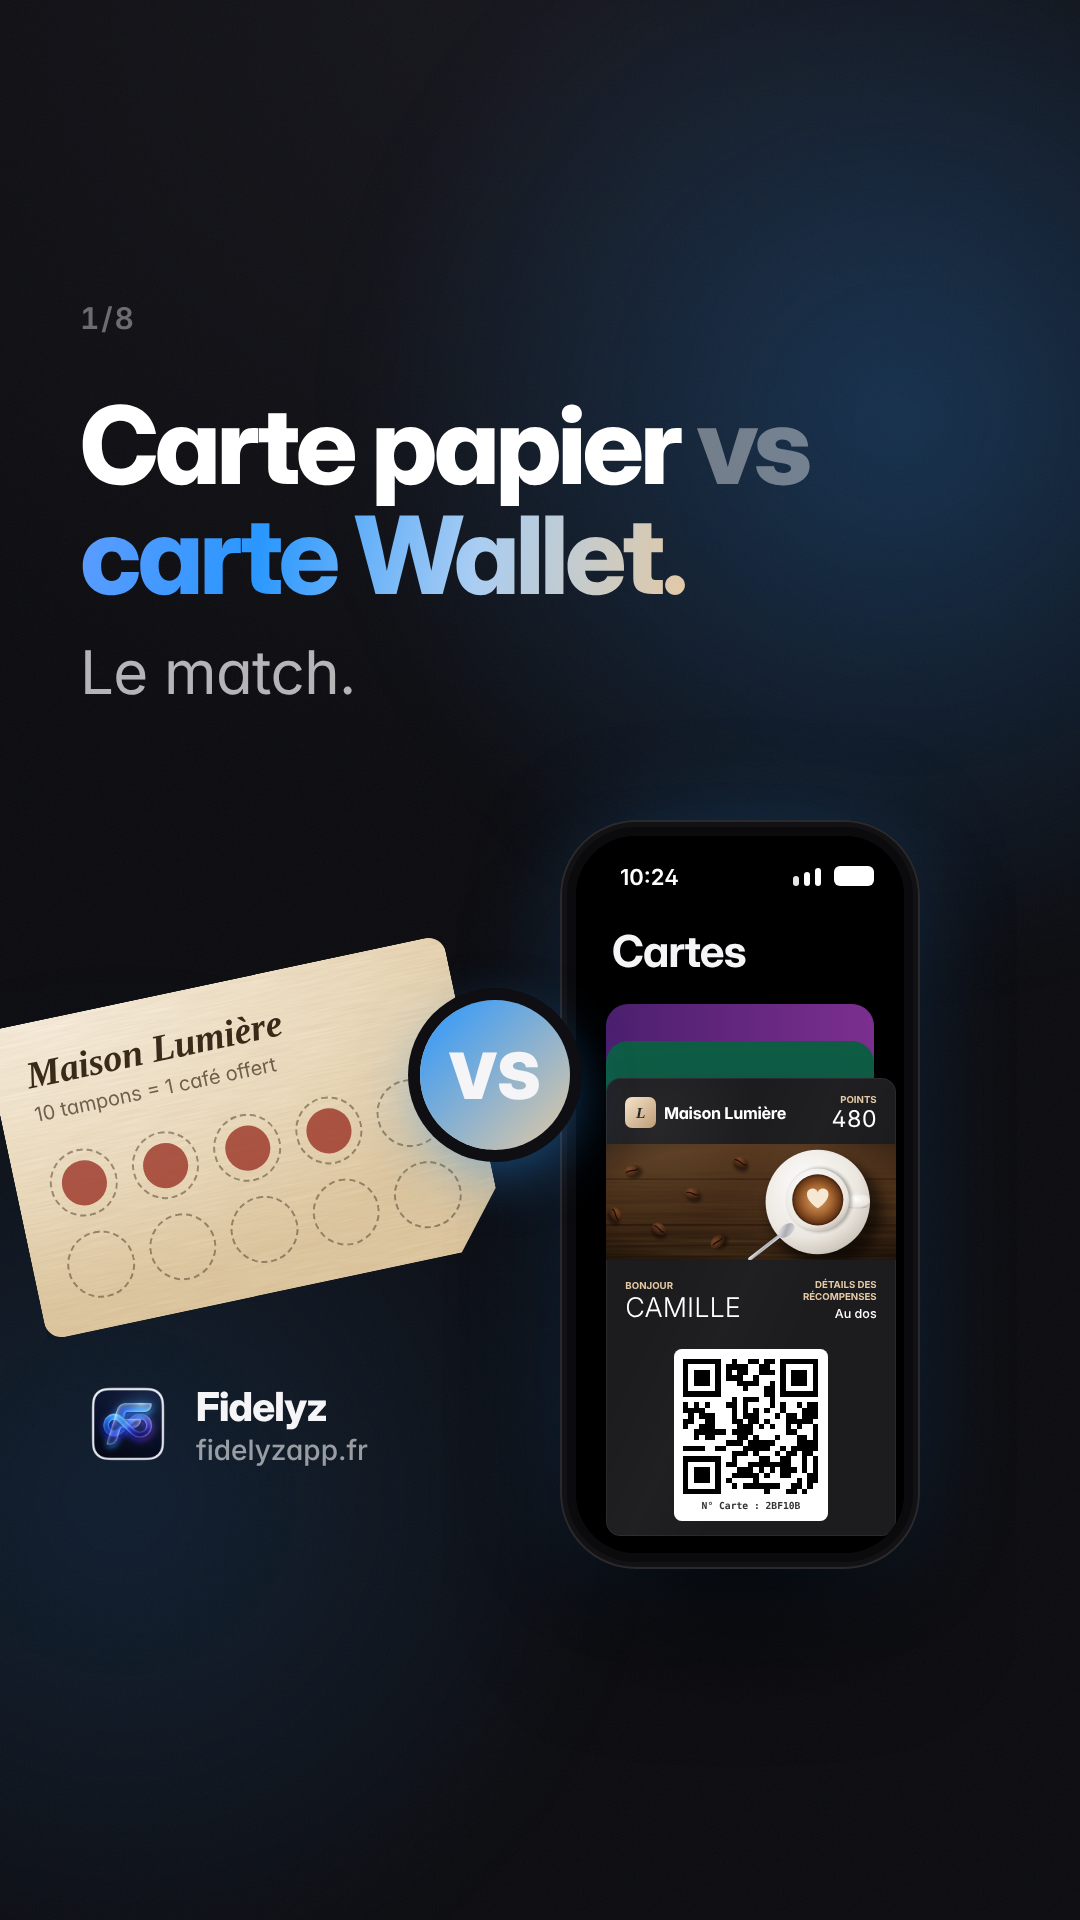 1/8
Carte papier vs
carte Wallet.
Le match.
Maison Lumière
10 tampons = 1 café offert
VS
10:24
Cartes
L
Maison Lumière
POINTS
480
BONJOUR
CAMILLE
DÉTAILS DES
RÉCOMPENSES
Au dos
N° Carte : 2BF10B
Fidelyz
fidelyzapp.fr